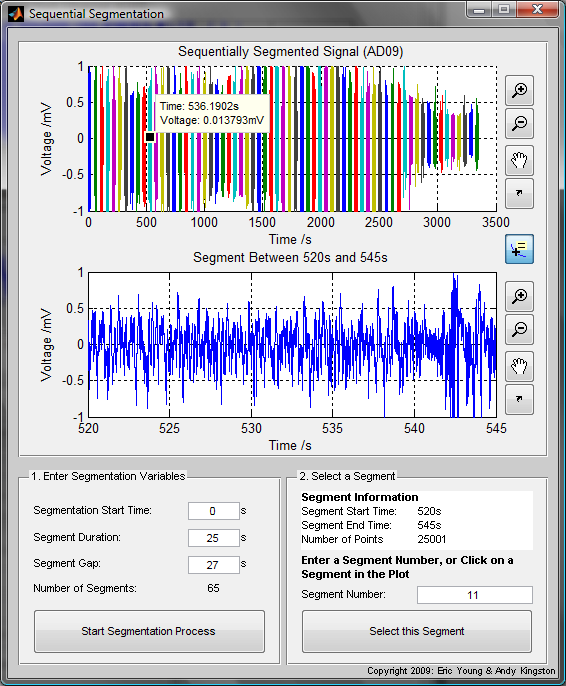 Sequential Segmentation
Sequentially Segmented Signal (AD09)
Voltage /mV
1
0.5
0
-0.5
-1
Time: 536.1902s
Voltage: 0.013793mV
0 500 1000 1500 2000 2500 3000 3500
Time /s
Segment Between 520s and 545s
Voltage /mV
1
0.5
0
-0.5
-1
520 525 530 535 540 545
Time /s
1. Enter Segmentation Variables
Segmentation Start Time: 0 s
Segment Duration: 25 s
Segment Gap: 27 s
Number of Segments: 65
Start Segmentation Process
2. Select a Segment
Segment Information
Segment Start Time: 520s
Segment End Time: 545s
Number of Points 25001
Enter a Segment Number, or Click on a
Segment in the Plot
Segment Number: 11
Select this Segment
Copyright 2009: Eric Young & Andy Kingston